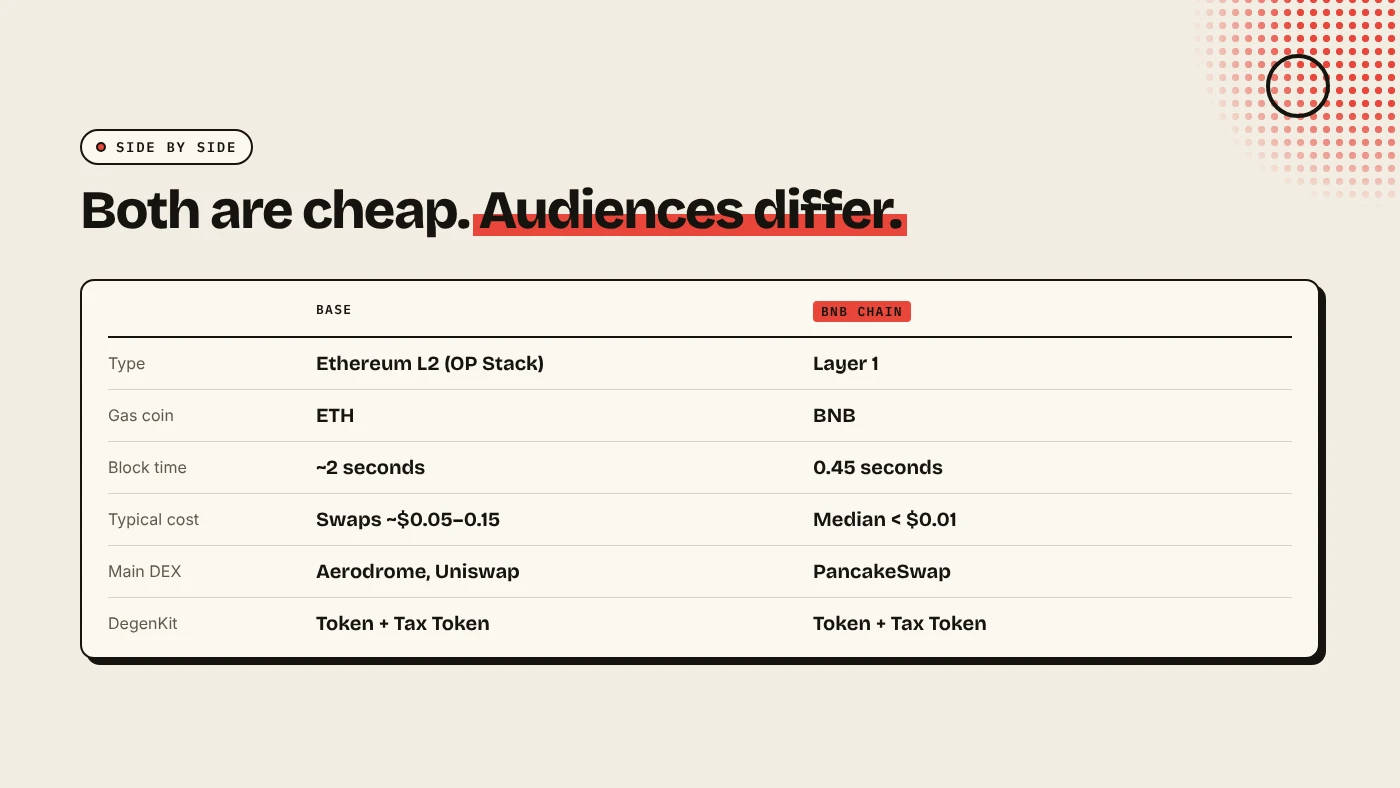 SIDE BY SIDE
Both are cheap. Audiences differ.
BASE BNB CHAIN
Type Ethereum L2 (OP Stack) Layer 1
Gas coin ETH BNB
Block time ~2 seconds 0.45 seconds
Typical cost Swaps ~$0.05–0.15 Median < $0.01
Main DEX Aerodrome, Uniswap PancakeSwap
DegenKit Token + Tax Token Token + Tax Token